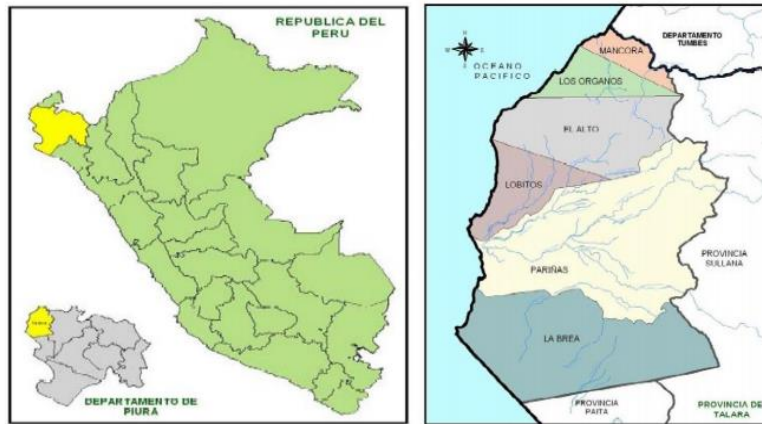 REPUBLICA DEL
PERU
DEPARTAMENTO DE
PIURA
N
W
E
S
OCEANO
PACIFICO
DEPARTAMENTO
TUMBES
MANCORA
LOS ORGANOS
EL ALTO
LOBITOS
PARIÑAS
PROVINCIA
SULLANA
LA BREA
PROVINCIA
PAITA
PROVINCIA DE
TALARA